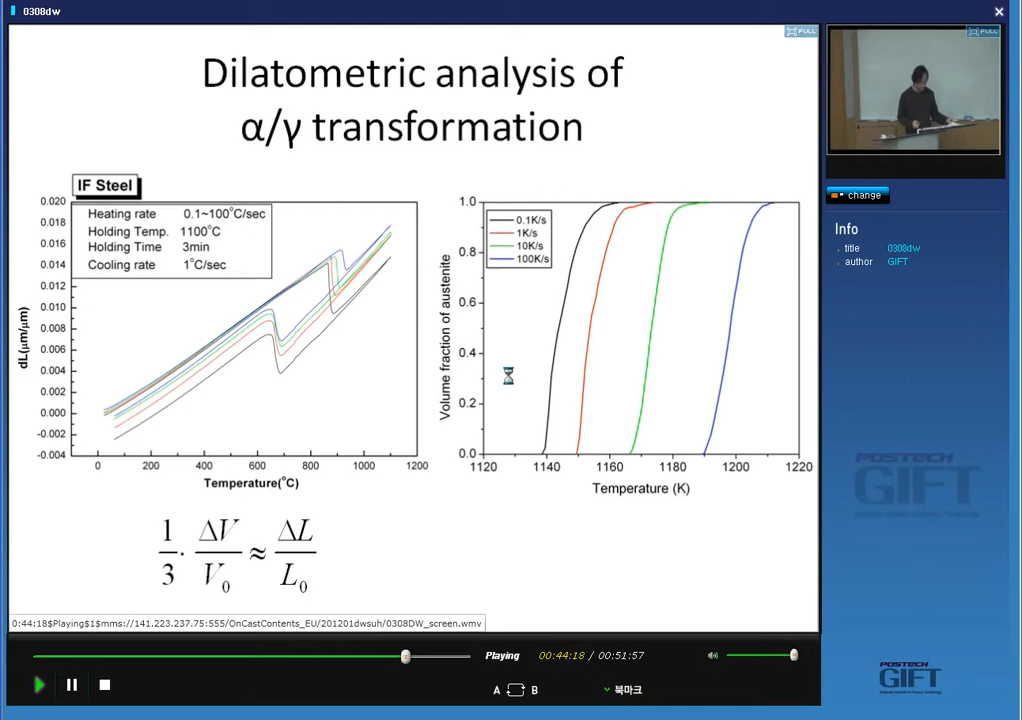 0308dw
FULL
FULL
Dilatometric analysis of
α/γ transformation
IF Steel
Heating rate 0.1~100°C/sec
Holding Temp. 1100°C
Holding Time 3min
Cooling rate 1°C/sec
0.020
0.018
0.016
0.014
0.012
0.010
0.008
0.006
0.004
0.002
0.000
-0.002
-0.004
dL(μm/μm)
0 200 400 600 800 1000 1200
Temperature(°C)
0.1K/s
1K/s
10K/s
100K/s
1.0
0.8
0.6
0.4
0.2
0.0
Volume fraction of austenite
1120 1140 1160 1180 1200 1220
Temperature (K)
1/3 · ΔV/V₀ ≈ ΔL/L₀
change
Info
title 0308dw
author GIFT
POSTECH
GIFT
0:44:18$Playing$1$mms://141.223.237.75:555/OnCastContents_EU/201201dwsuh/0308DW_screen.wmv
Playing 00:44:18 / 00:51:57
A B 북마크
POSTECH
GIFT